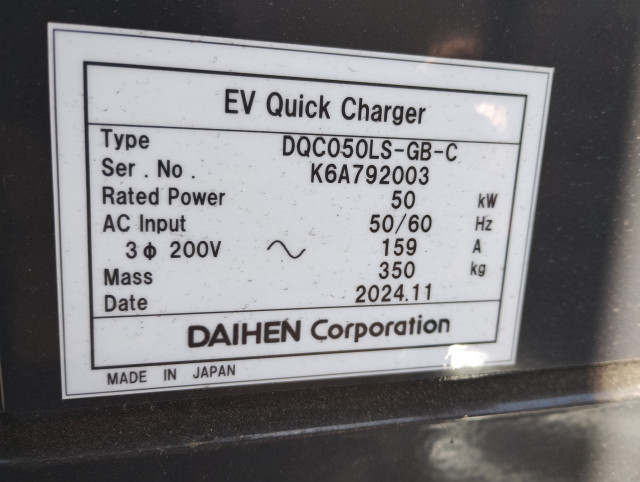 EV Quick Charger
Type DQC050LS-GB-C
Ser . No . K6A792003
Rated Power 50 kW
AC Input 50/60 Hz
3 ϕ 200V ∼ 159 A
Mass 350 kg
Date 2024.11
DAIHEN Corporation
MADE IN JAPAN